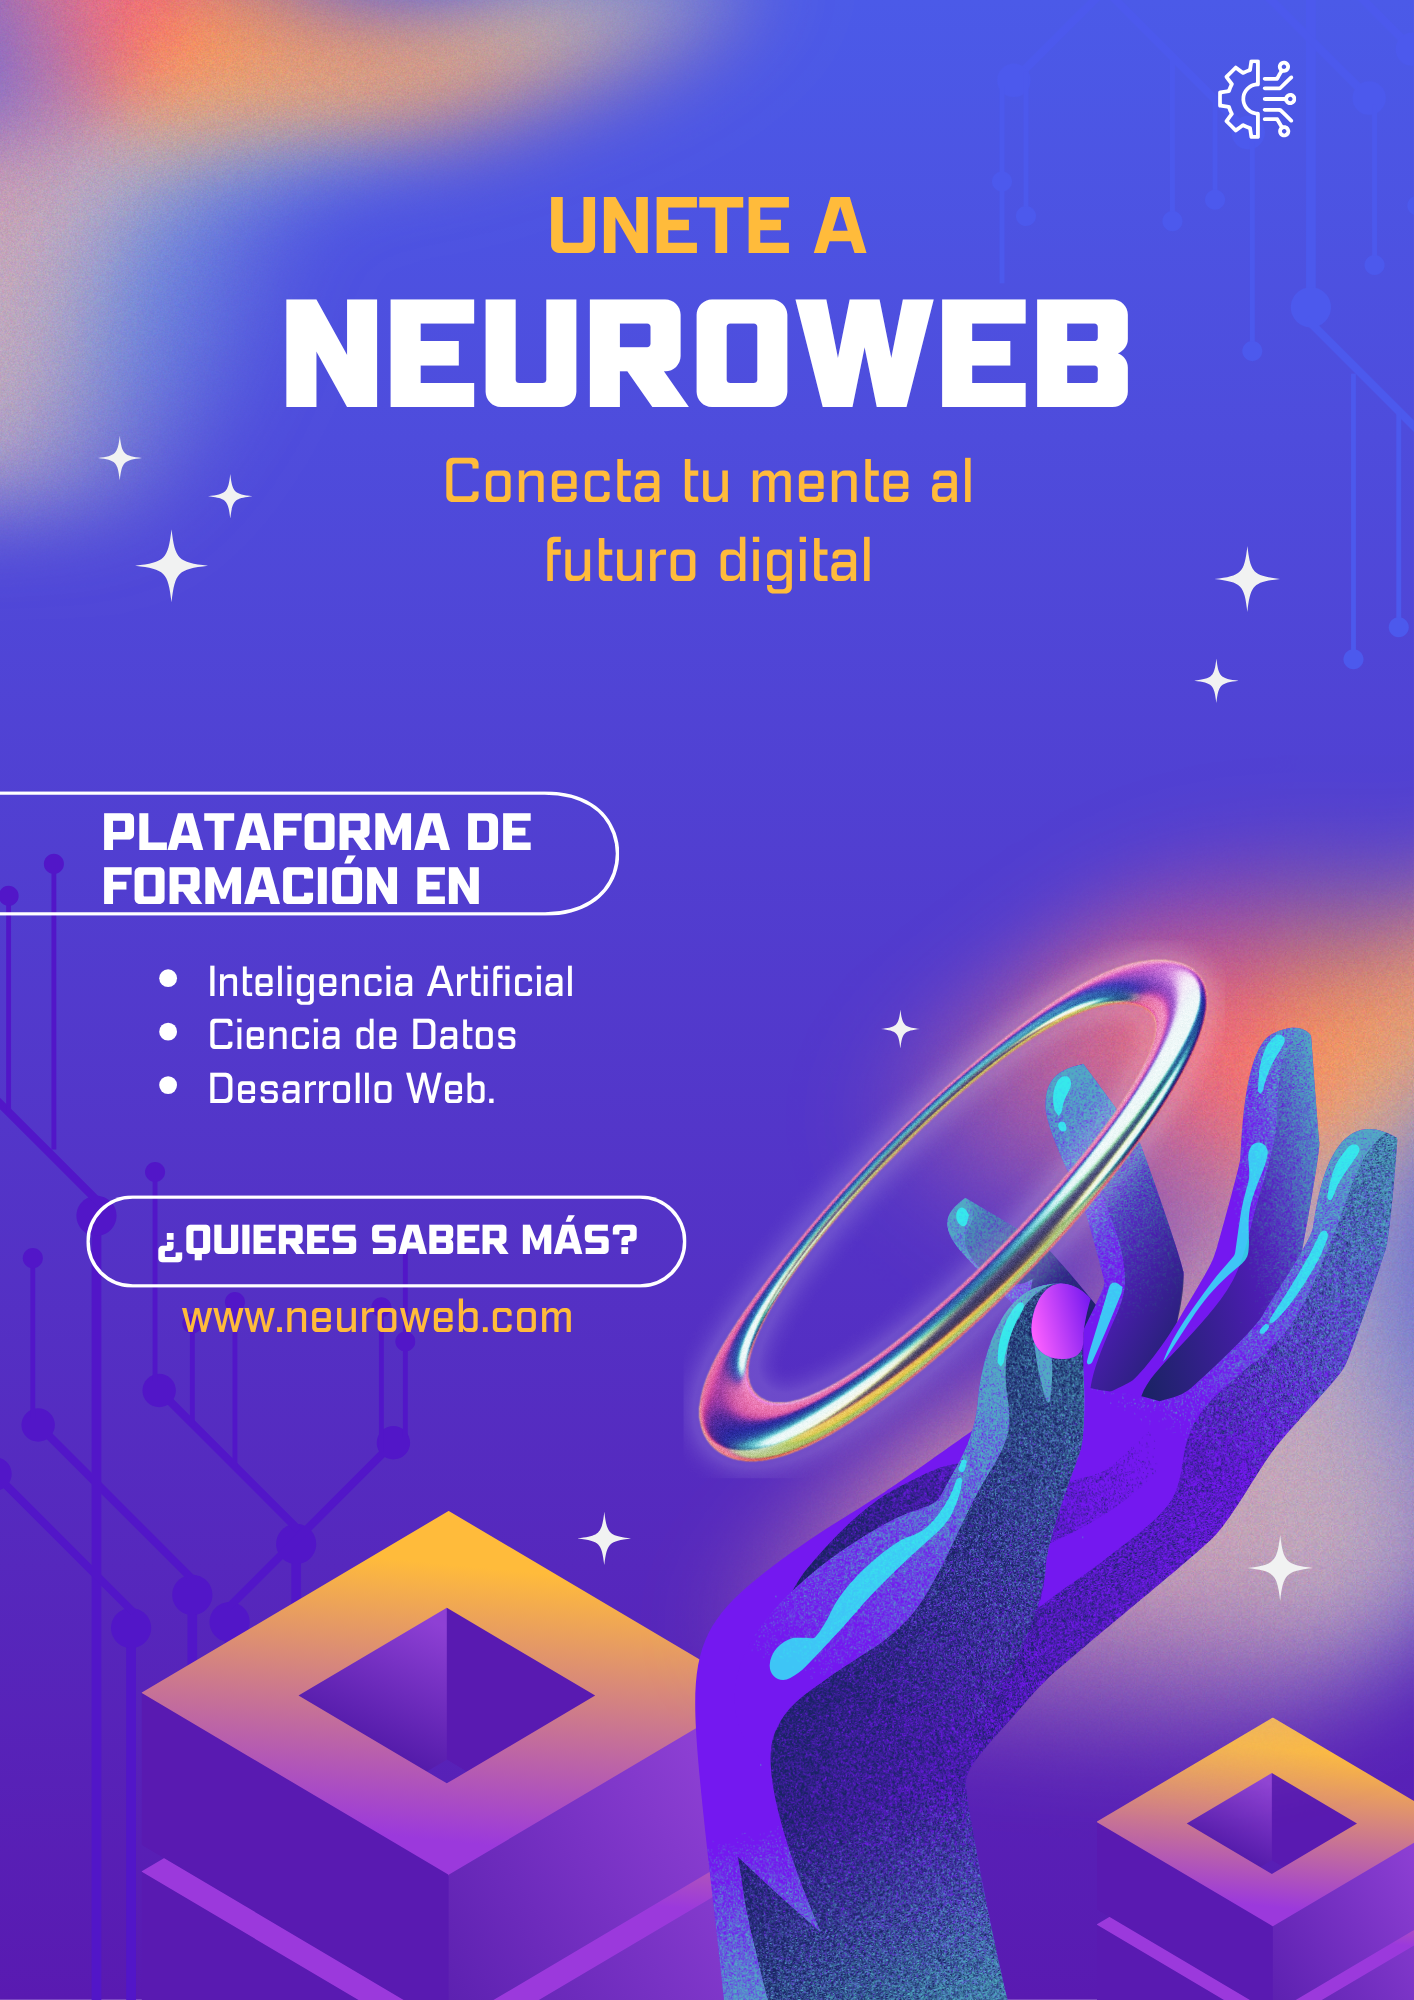 UNETE A
NEUROWEB
Conecta tu mente al
futuro digital
PLATAFORMA DE
FORMACIÓN EN
• Inteligencia Artificial
• Ciencia de Datos
• Desarrollo Web.
¿QUIERES SABER MÁS?
www.neuroweb.com